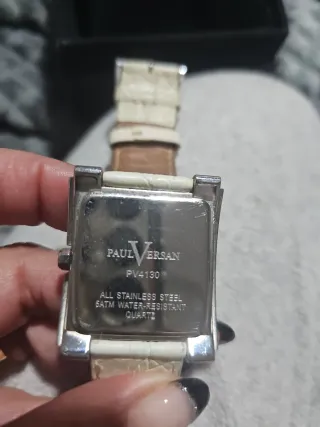 PAUL VERSAN
PV4130
ALL STAINLESS STEEL
5ATM WATER-RESISTANT
QUARTZ